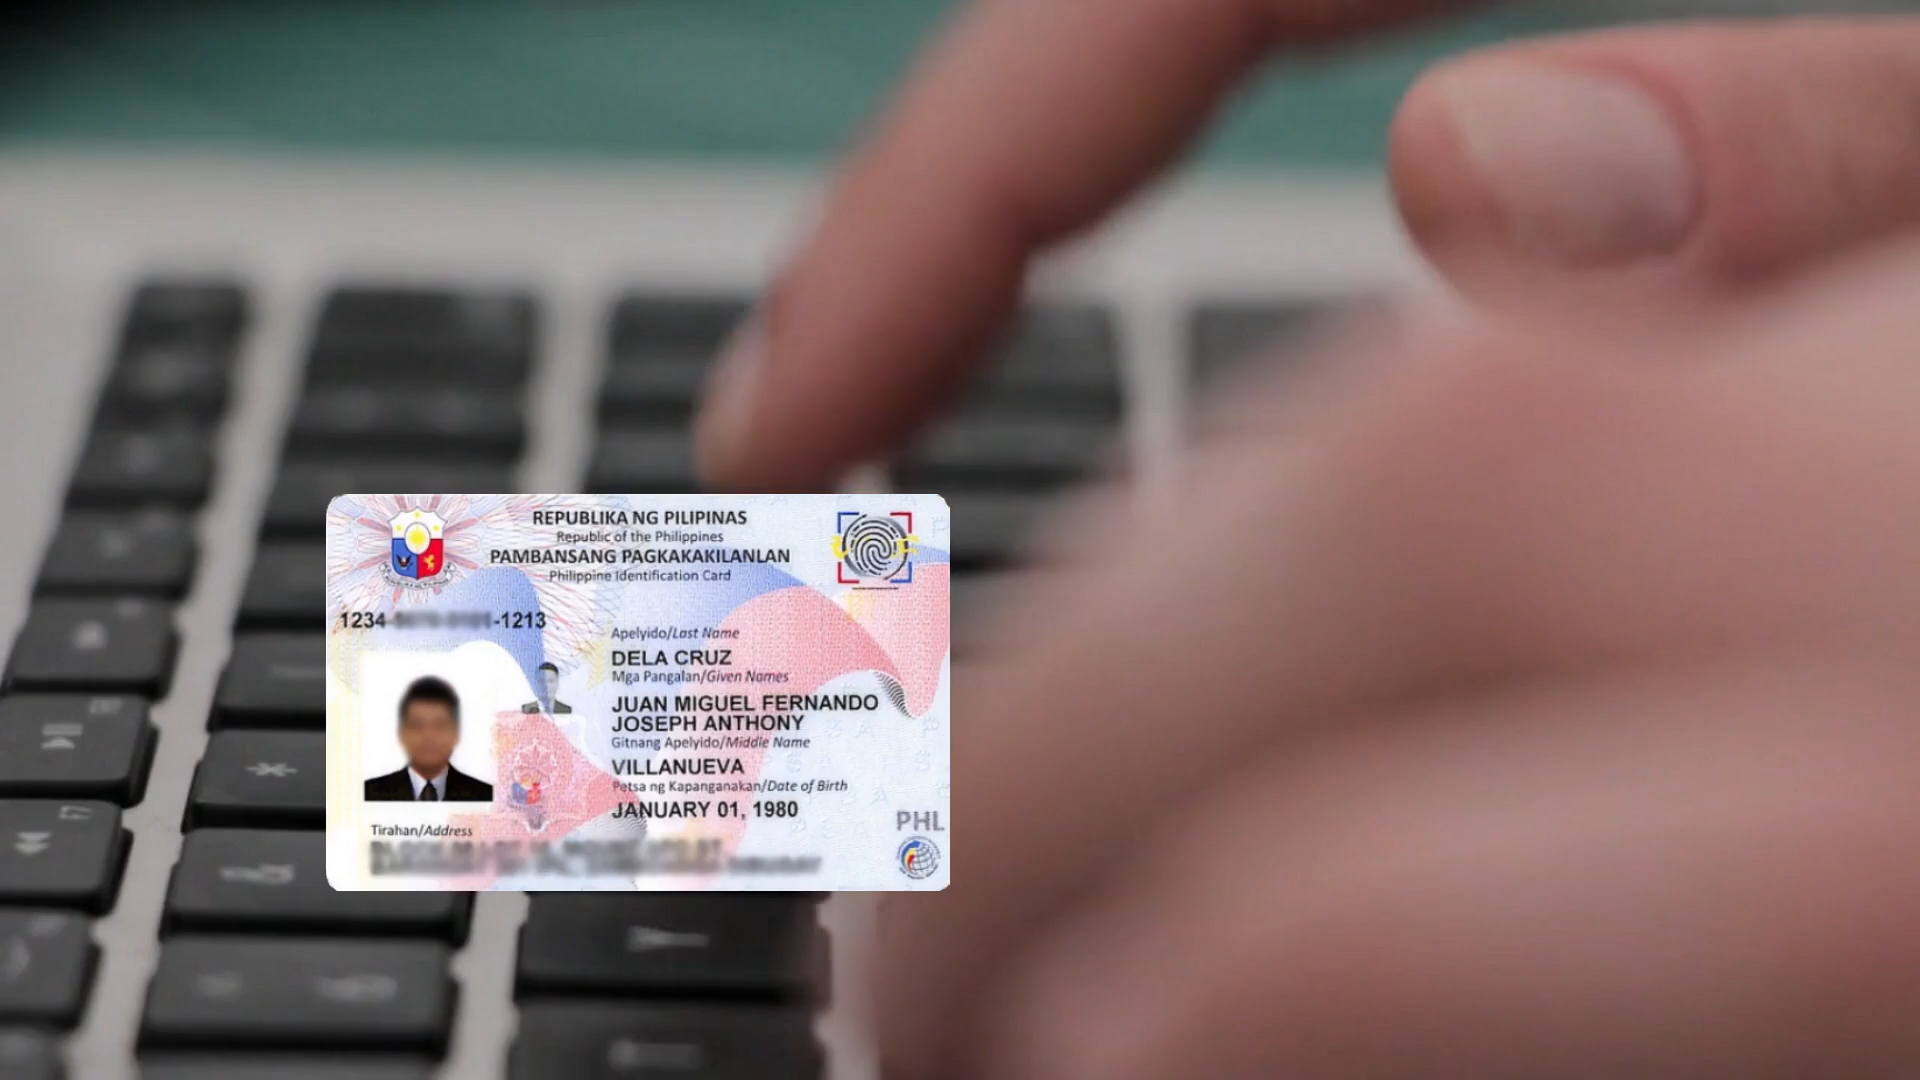 REPUBLIKA NG PILIPINAS
Republic of the Philippines
PAMBANSANG PAGKAKAKILANLAN
Philippine Identification Card
1234 -1213
Apelyido/Last Name
DELA CRUZ
Mga Pangalan/Given Names
JUAN MIGUEL FERNANDO
JOSEPH ANTHONY
Gitnang Apelyido/Middle Name
VILLANUEVA
Petsa ng Kapanganakan/Date of Birth
JANUARY 01, 1980
Tirahan/Address
PHL
F7